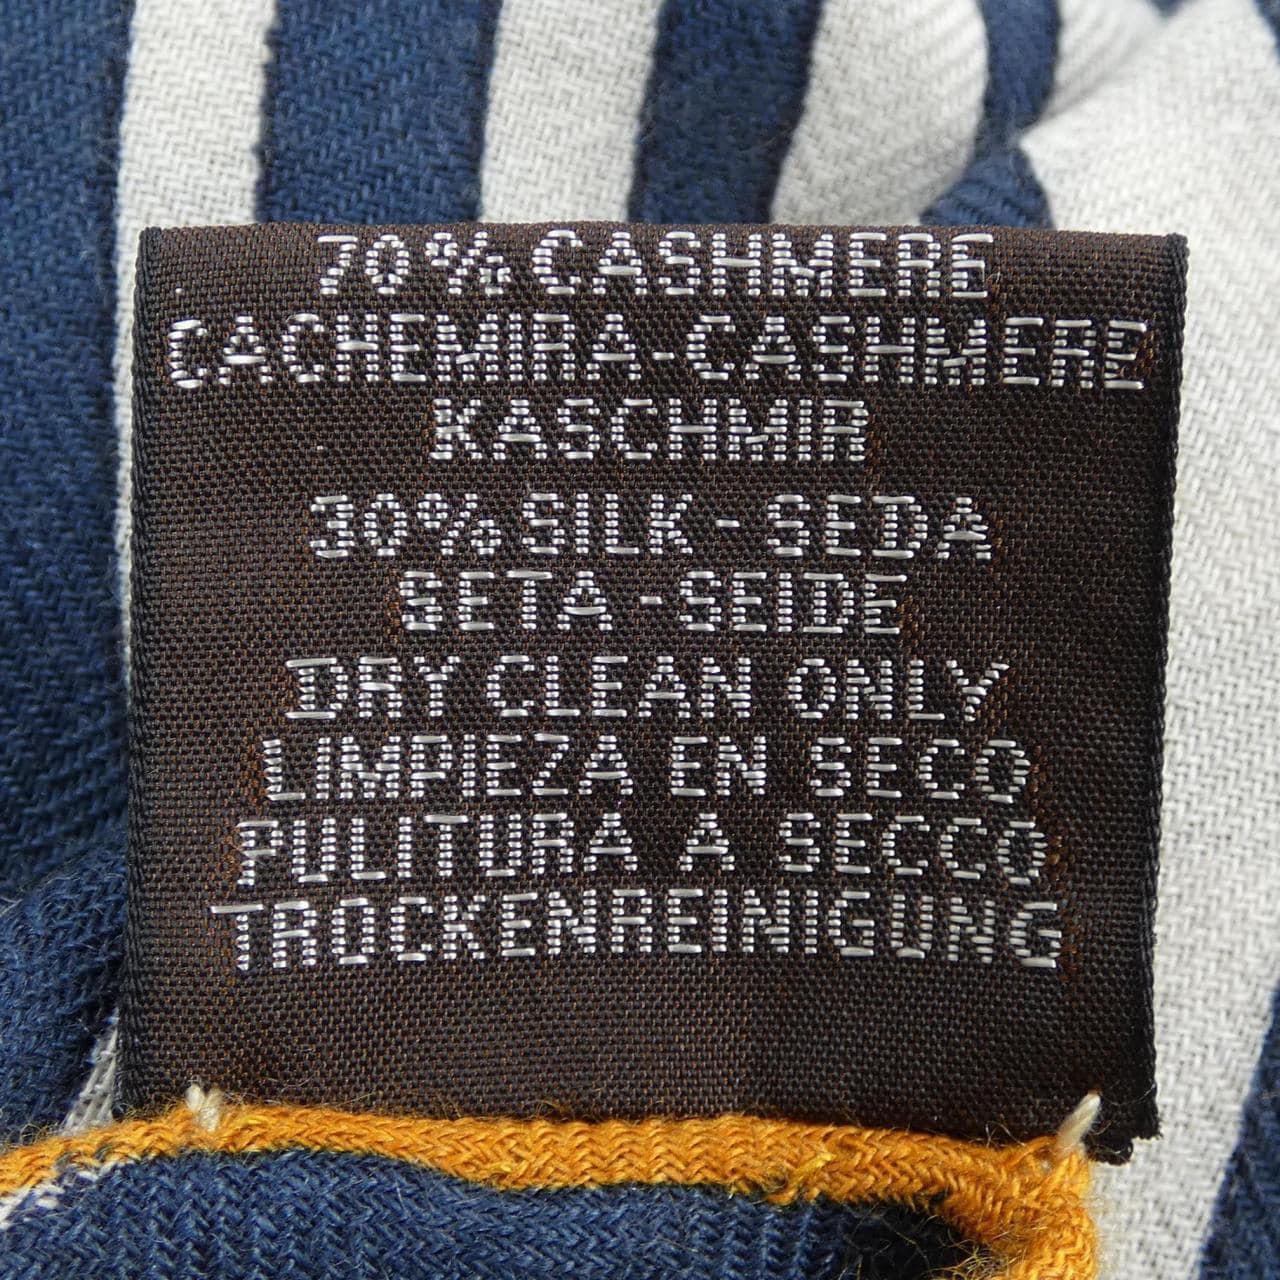 70% CASHMERE
CACHEMIRA-CASHMERE
KASCHMIR
30% SILK - SEDA
SETA - SEIDE
DRY CLEAN ONLY
LIMPIEZA EN SECO
PULITURA A SECCO
TROCKENREINIGUNG